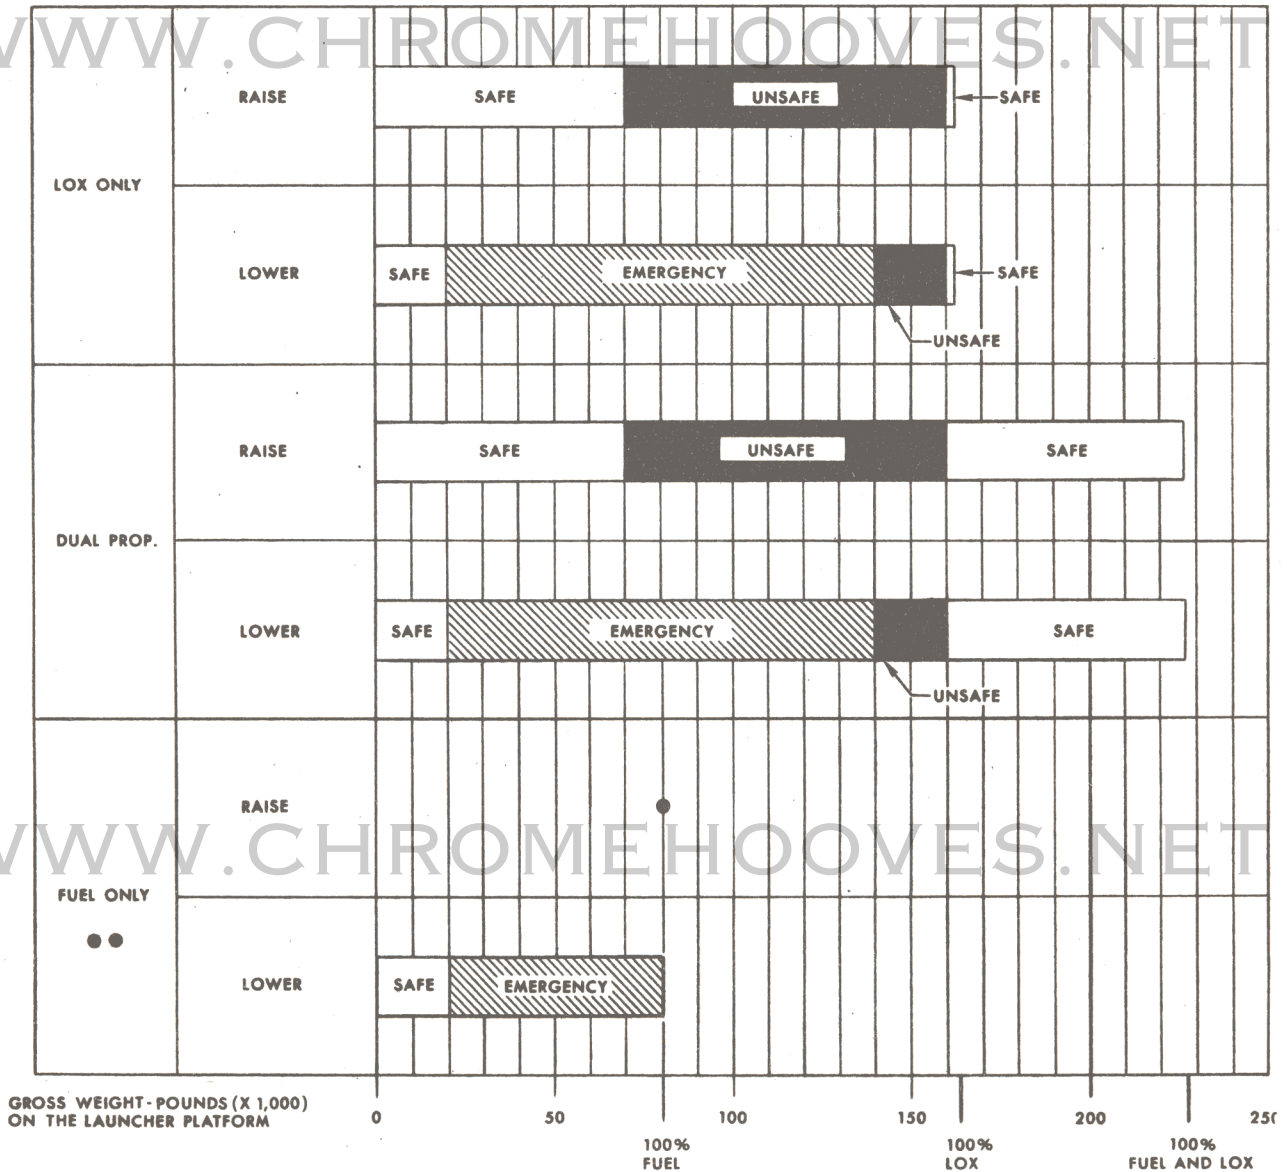 WWW.CHROMEHOOVES.NET
RAISE SAFE UNSAFE SAFE
LOX ONLY
LOWER SAFE EMERGENCY SAFE
UNSAFE
RAISE SAFE UNSAFE SAFE
DUAL PROP.
LOWER SAFE EMERGENCY SAFE
UNSAFE
RAISE
WWW.CHROMEHOOVES.NET
FUEL ONLY
LOWER SAFE EMERGENCY
GROSS WEIGHT-POUNDS (X 1,000)
ON THE LAUNCHER PLATFORM
0 50 100 150 200 250
100% FUEL
100% LOX
100% FUEL AND LOX